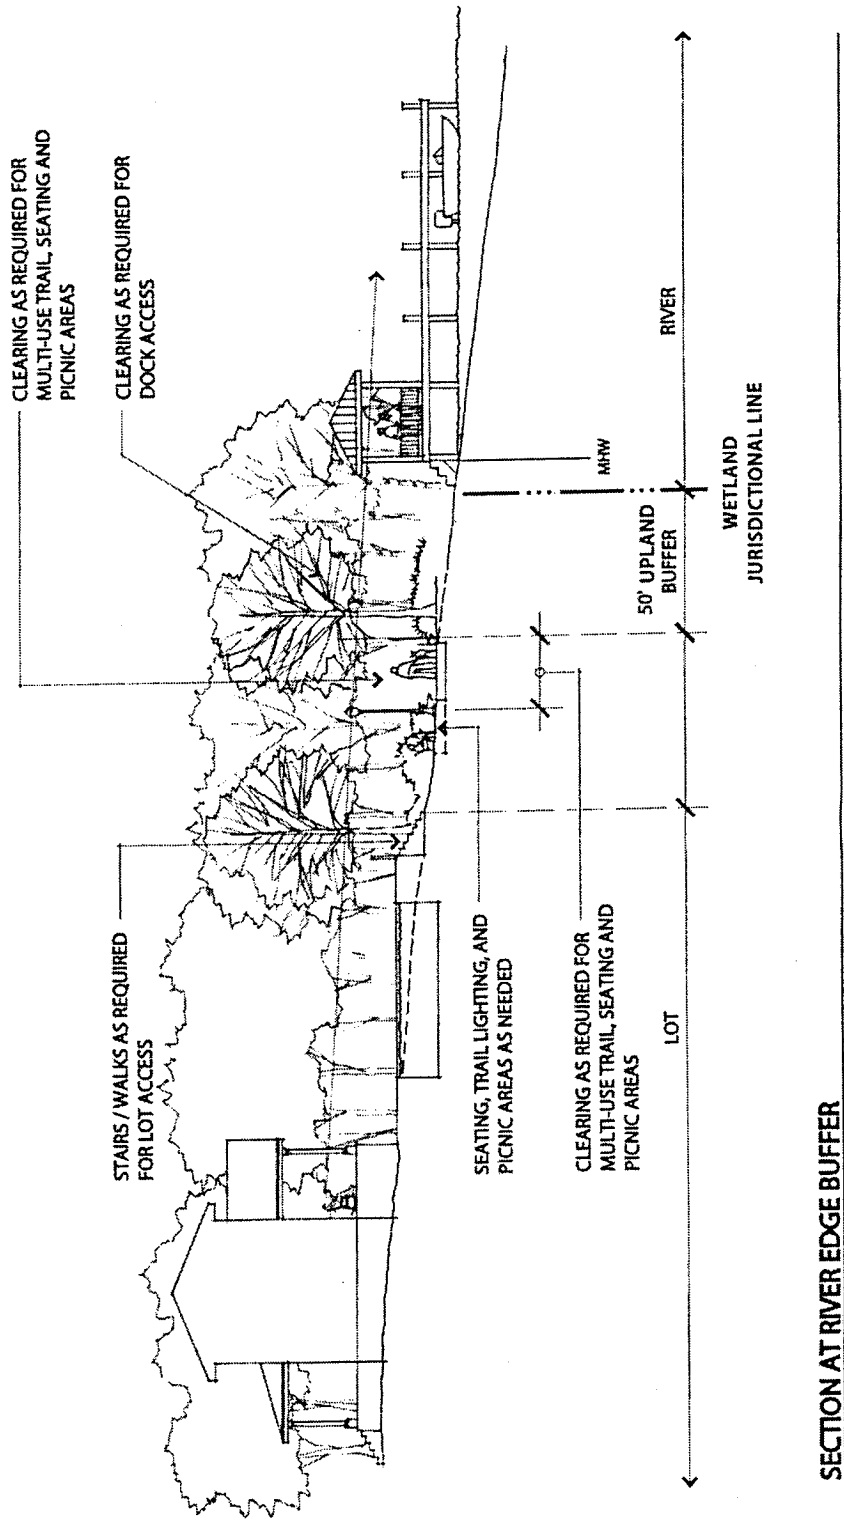 CLEARING AS REQUIRED FOR
MULTI-USE TRAIL, SEATING AND
PICNIC AREAS
CLEARING AS REQUIRED FOR
DOCK ACCESS
STAIRS / WALKS AS REQUIRED
FOR LOT ACCESS
SEATING, TRAIL LIGHTING, AND
PICNIC AREAS AS NEEDED
CLEARING AS REQUIRED FOR
MULTI-USE TRAIL, SEATING AND
PICNIC AREAS
MHW
LOT
50' UPLAND
BUFFER
RIVER
WETLAND
JURISDICTIONAL LINE
SECTION AT RIVER EDGE BUFFER